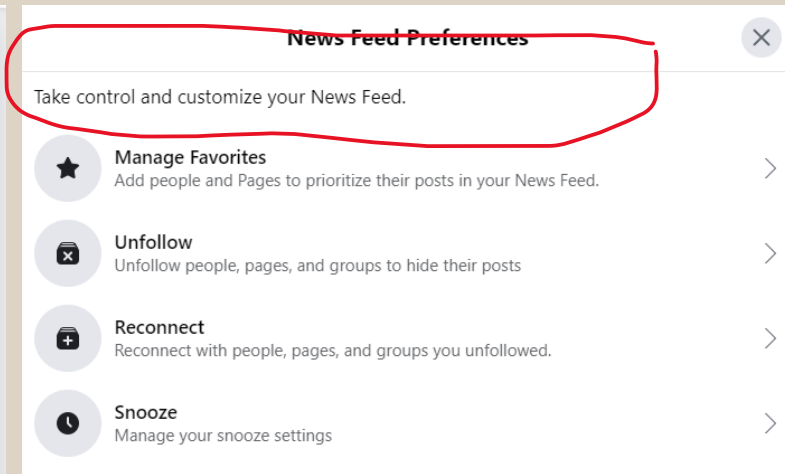 News Feed Preferences
Take control and customize your News Feed.
Manage Favorites
Add people and Pages to prioritize their posts in your News Feed.
Unfollow
Unfollow people, pages, and groups to hide their posts
Reconnect
Reconnect with people, pages, and groups you unfollowed.
Snooze
Manage your snooze settings